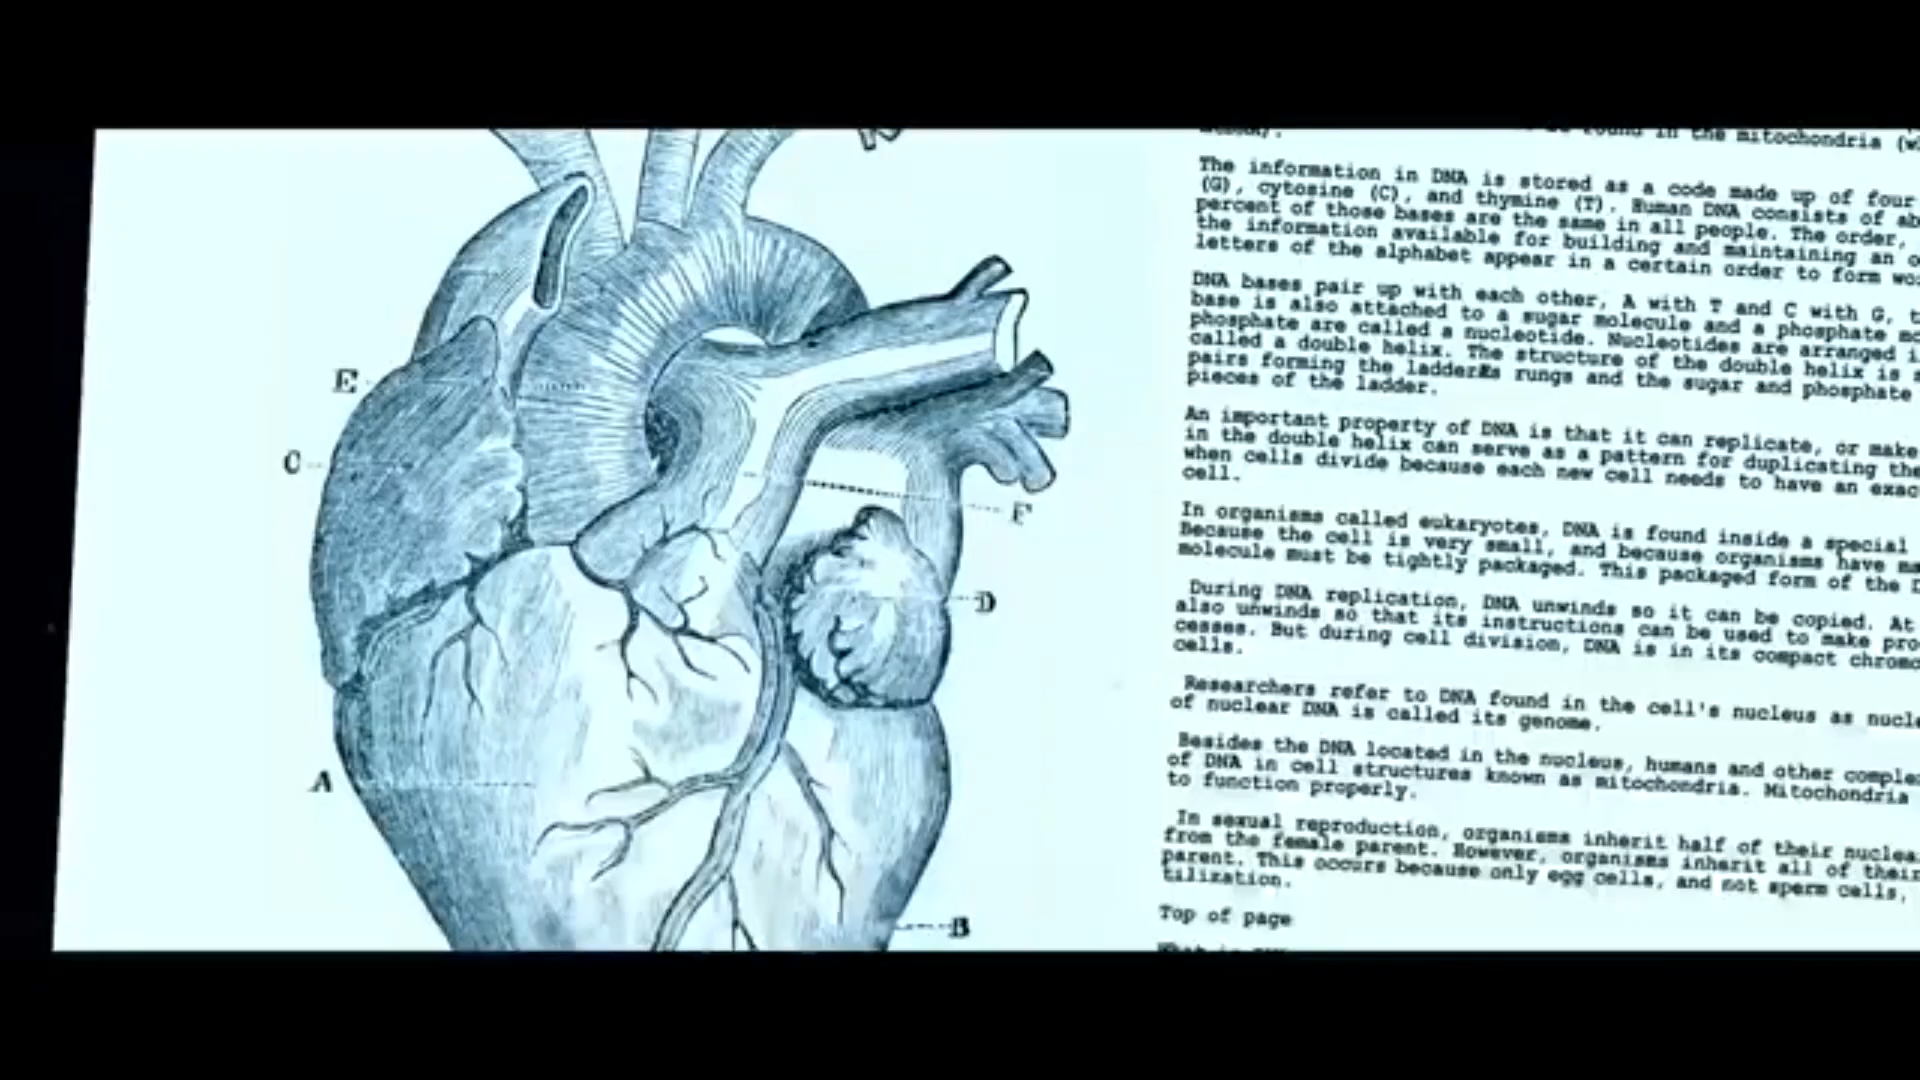 E
C
F
D
A
B
found in the mitochondria
The information in DNA is stored as a code made up of four
(G), cytosine (C), and thymine (T). Human DNA consists of
percent of those bases are the same in all people. The order,
the information available for building and maintaining an
letters of the alphabet appear in a certain order to form
DNA bases pair up with each other, A with T and C with G,
base is also attached to a sugar molecule and a phosphate
phosphate are called a nucleotide. Nucleotides are arranged
called a double helix. The structure of the double helix is
pairs forming the rungs and the sugar and phosphate
pieces of the ladder.
An important property of DNA is that it can replicate, or make
in the double helix can serve as a pattern for duplicating the
when cells divide because each new cell needs to have an
cell.
In organisms called eukaryotes, DNA is found inside a special
Because the cell is very small, and because organisms have
molecule must be tightly packaged. This packaged form of the
During DNA replication, DNA unwinds so it can be copied. At
also unwinds so that its instructions can be used to make
cesses. But during cell division, DNA is in its compact
cells.
Researchers refer to DNA found in the cell's nucleus as
of nuclear DNA is called its genome.
Besides the DNA located in the nucleus, humans and other
of DNA in cell structures known as mitochondria. Mitochondria
to function properly.
In sexual reproduction, organisms inherit half of their
from the female parent. However, organisms inherit all of their
parent. This occurs because only egg cells, and not sperm cells,
tilization.
Top of page